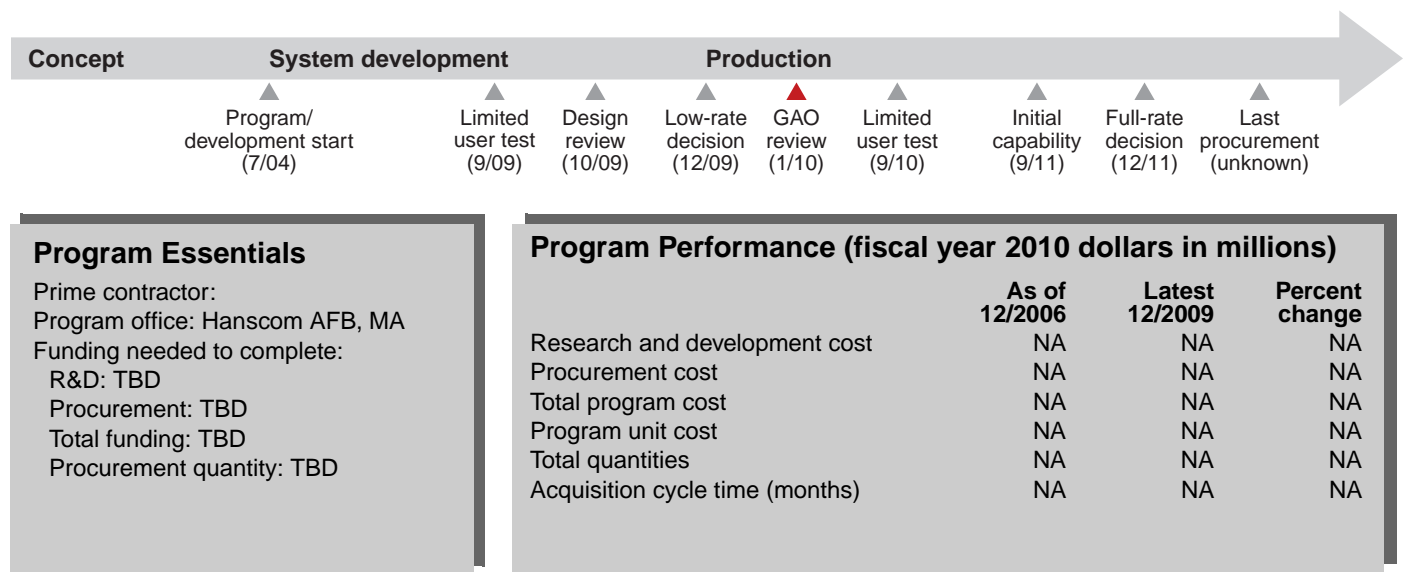 Concept System development Production
Program/ development start (7/04)
Limited user test (9/09)
Design review (10/09)
Low-rate decision (12/09)
GAO review (1/10)
Limited user test (9/10)
Initial capability (9/11)
Full-rate decision (12/11)
Last procurement (unknown)
Program Essentials
Prime contractor:
Program office: Hanscom AFB, MA
Funding needed to complete:
R&D: TBD
Procurement: TBD
Total funding: TBD
Procurement quantity: TBD
Program Performance (fiscal year 2010 dollars in millions)
As of 12/2006 Latest 12/2009 Percent change
Research and development cost NA NA NA
Procurement cost NA NA NA
Total program cost NA NA NA
Program unit cost NA NA NA
Total quantities NA NA NA
Acquisition cycle time (months) NA NA NA